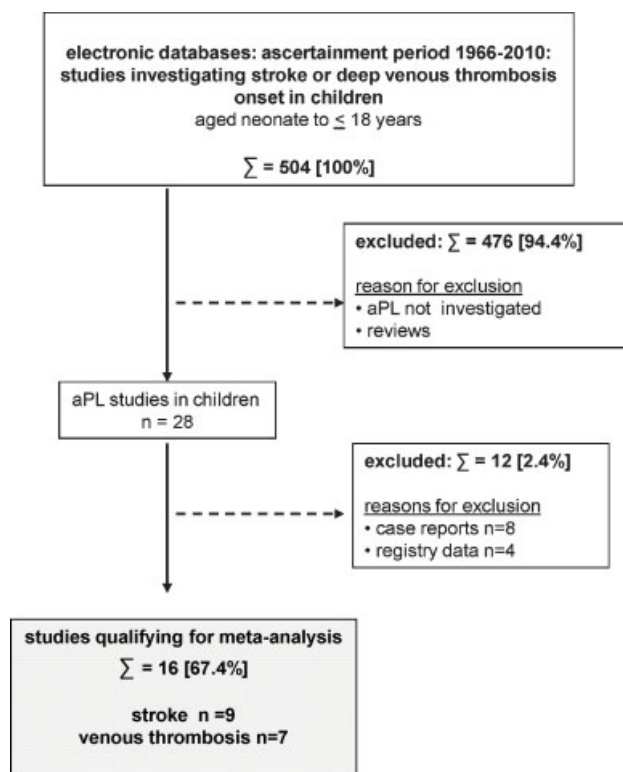 electronic databases: ascertainment period 1966-2010:
studies investigating stroke or deep venous thrombosis
onset in children
aged neonate to ≤ 18 years
∑ = 504 [100%]
excluded: ∑ = 476 [94.4%]
reason for exclusion
• aPL not investigated
• reviews
aPL studies in children
n = 28
excluded: ∑ = 12 [2.4%]
reasons for exclusion
• case reports n=8
• registry data n=4
studies qualifying for meta-analysis
∑ = 16 [67.4%]
stroke n =9
venous thrombosis n=7